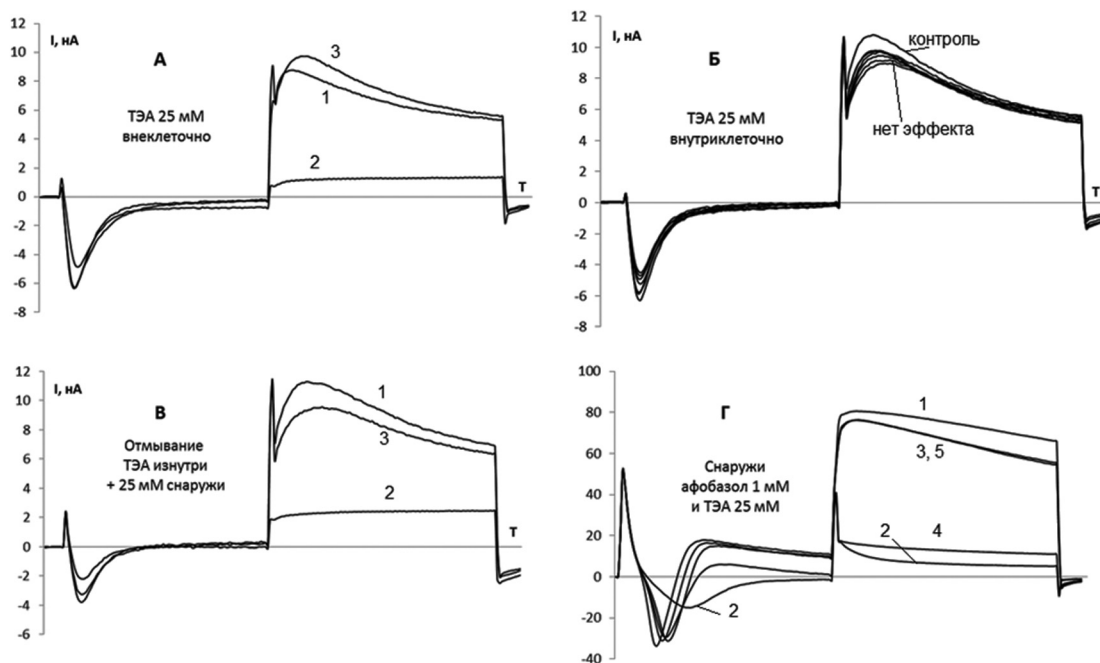 I, нА
12
10
8
6
4
2
0
-2
-4
-6
-8
А
ТЭА 25 мМ
внеклеточно
3
1
2
Т
I, нА
12
10
8
6
4
2
0
-2
-4
-6
-8
Б
ТЭА 25 мМ
внутриклеточно
контроль
нет эффекта
Т
I, нА
12
10
8
6
4
2
0
-2
-4
-6
В
Отмывание
ТЭА изнутри
+ 25 мМ снаружи
1
3
2
Т
I, нА
100
80
60
40
20
0
-20
-40
Г
Снаружи
афобазол 1 мМ
и ТЭА 25 мМ
1
3, 5
2 4
2
Т